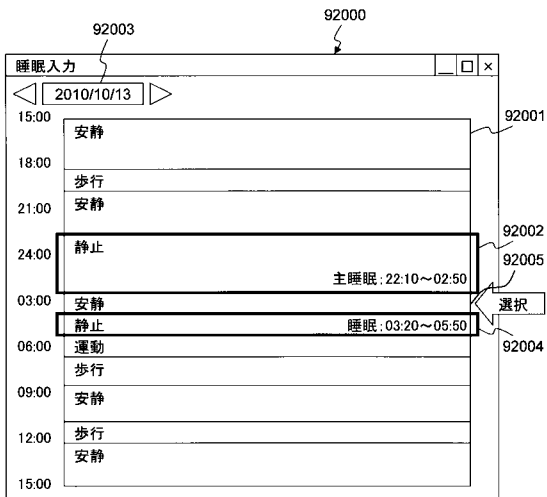 92000
92003
睡眠入力 _ □ ×
2010/10/13
15:00
安静
92001
18:00
歩行
21:00
安静
92002
静止
24:00
92005
主睡眠;22:10～02:50
03:00
安静
選択
静止 睡眠;03:20～05:50
92004
06:00
運動
歩行
09:00
安静
歩行
12:00
安静
15:00